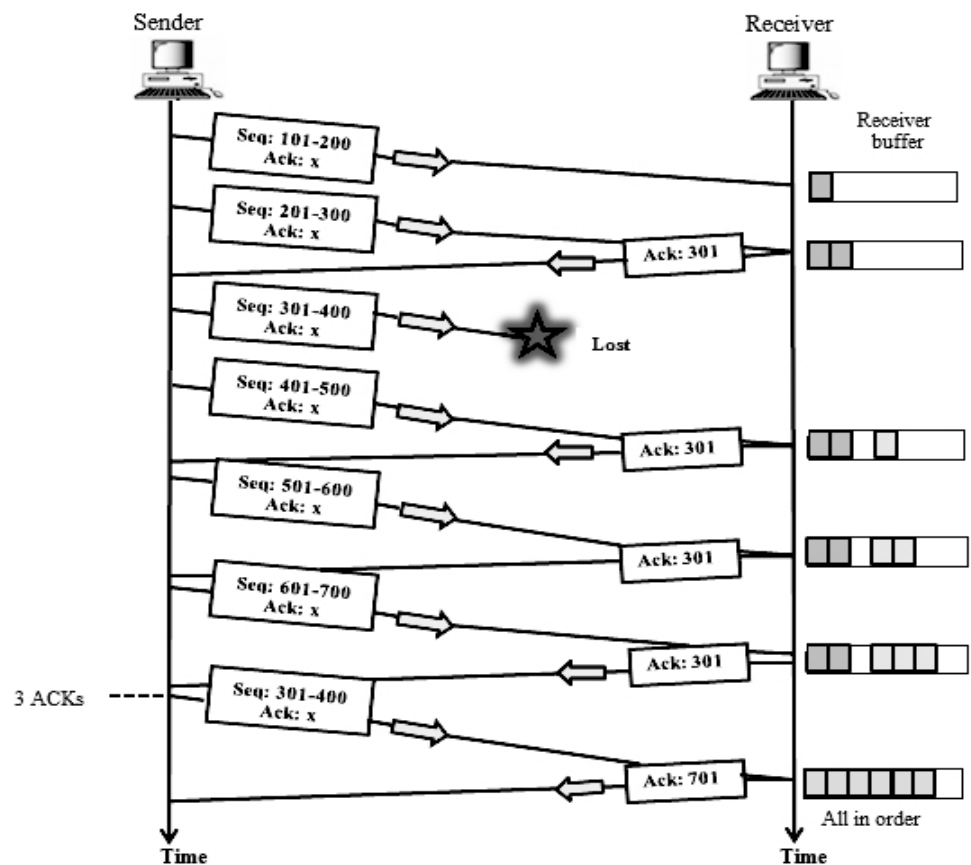 Sender
Receiver
Receiver
buffer
Seq: 101-200
Ack: x
Seq: 201-300
Ack: x
Ack: 301
Seq: 301-400
Ack: x
Lost
Seq: 401-500
Ack: x
Ack: 301
Seq: 501-600
Ack: x
Ack: 301
Seq: 601-700
Ack: x
Ack: 301
3 ACKs
Seq: 301-400
Ack: x
Ack: 701
All in order
Time
Time